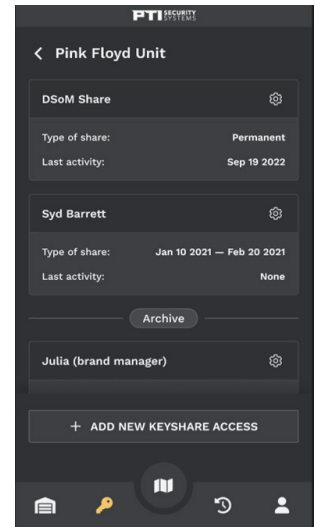 PTI SECURITY SYSTEMS
Pink Floyd Unit
DSoM Share
Type of share: Permanent
Last activity: Sep 19 2022
Syd Barrett
Type of share: Jan 10 2021 — Feb 20 2021
Last activity: None
Archive
Julia (brand manager)
+ ADD NEW KEYSHARE ACCESS